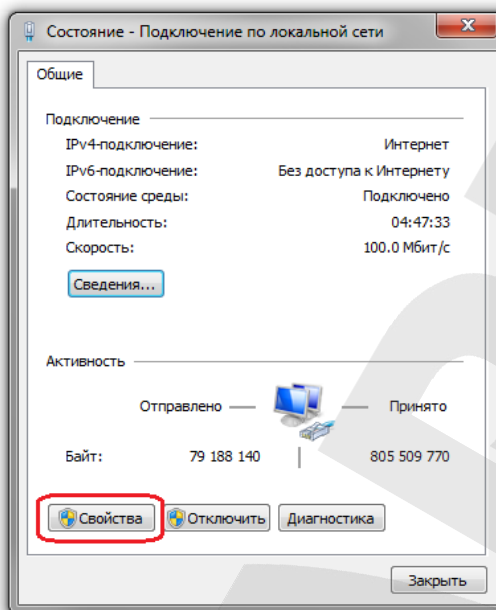 Состояние - Подключение по локальной сети
Общие
Подключение
IPv4-подключение: Интернет
IPv6-подключение: Без доступа к Интернету
Состояние среды: Подключено
Длительность: 04:47:33
Скорость: 100.0 Мбит/с
Сведения...
Активность
Отправлено — Принято
Байт: 79 188 140 | 805 509 770
Свойства Отключить Диагностика
Закрыть